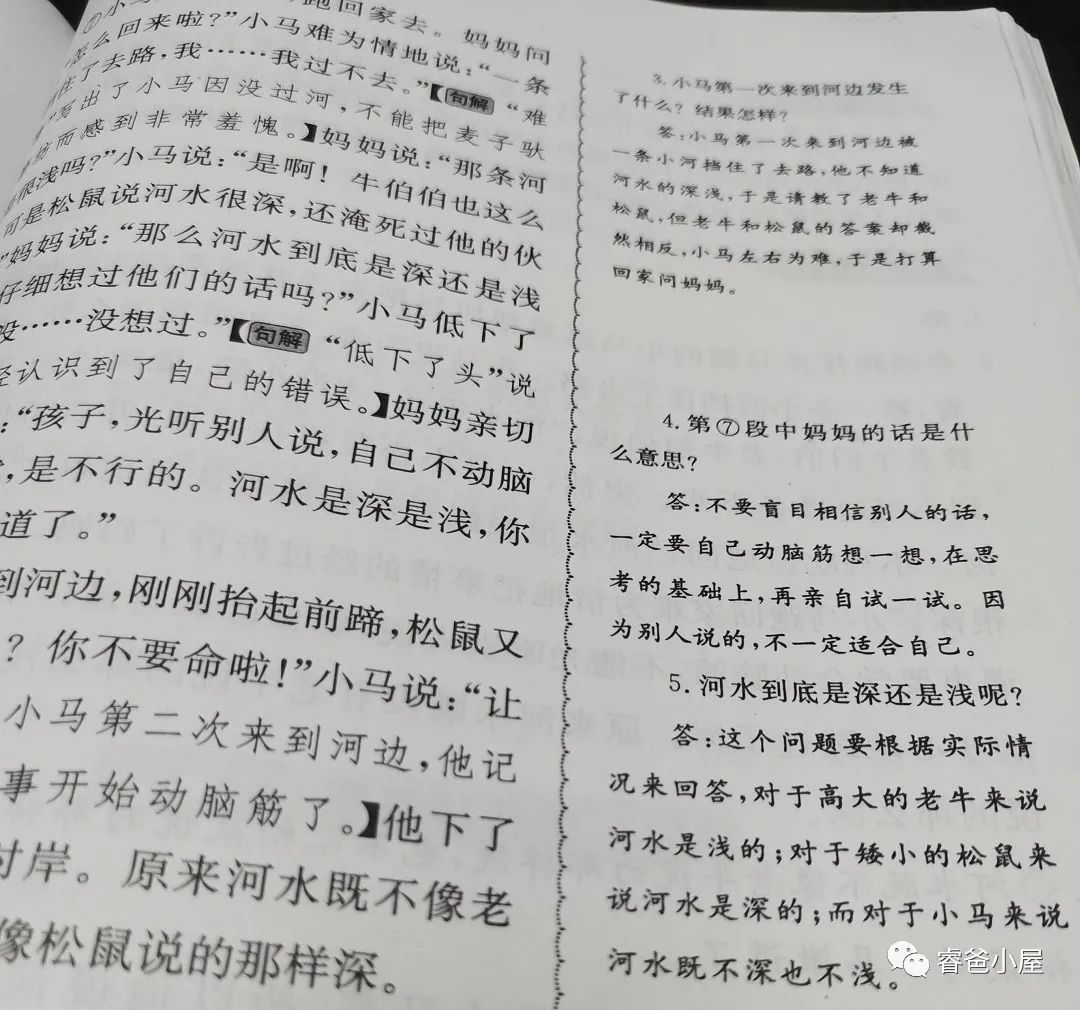 ⑦小马
跑回家去。妈妈问
怎么回来啦?”小马难为情地说:“一条
住了去路,我……我过不去。”【句解 “难
写出了小马因没过河,不能把麦子驮
而感到非常羞愧。】妈妈说:“那条河
很浅吗?”小马说:“是啊! 牛伯伯也这么
可是松鼠说河水很深,还淹死过他的伙
”妈妈说:“那么河水到底是深还是浅
仔细想过他们的话吗?”小马低下了
没……没想过。”【句解 “低下了头”说
经认识到了自己的错误。】妈妈亲切
:“孩子,光听别人说,自己不动脑
,是不行的。河水是深是浅,你
道了。”
到河边,刚刚抬起前蹄,松鼠又
? 你不要命啦!”小马说:“让
小马第二次来到河边,他记
事开始动脑筋了。】他下了
对岸。原来河水既不像老
像松鼠说的那样深。
3.小马第一次来到河边发生
了什么? 结果怎样?
答:小马第一次来到河边被
一条小河挡住了去路,他不知道
河水的深浅,于是请教了老牛和
松鼠,但老牛和松鼠的答案却截
然相反,小马左右为难,于是打算
回家问妈妈。
4.第⑦段中妈妈的话是什
么意思?
答:不要盲目相信别人的话,
一定要自己动脑筋想一想,在思
考的基础上,再亲自试一试。因
为别人说的,不一定适合自己。
5.河水到底是深还是浅呢?
答:这个问题要根据实际情
况来回答,对于高大的老牛来说
河水是浅的;对于矮小的松鼠来
说河水是深的;而对于小马来说
河水既不深也不浅。
睿爸小屋